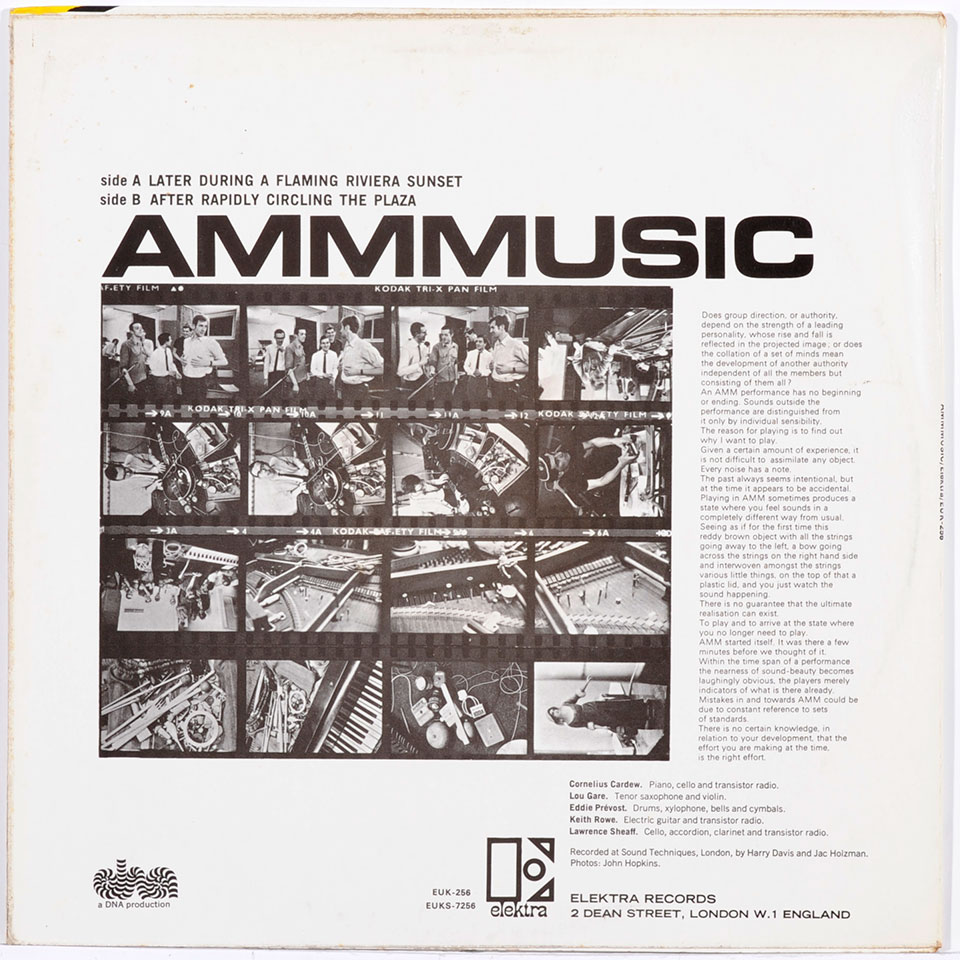 side A LATER DURING A FLAMING RIVIERA SUNSET
side B AFTER RAPIDLY CIRCLING THE PLAZA
AMMMUSIC
FETY FILM
KODAK TRI-X PAN FILM
9A
KODAK TRI-X PAN FILM
11
11A
12
KODAK SAFETY FILM
3A
4
4A
KODAK SAFETY FILM
6A
Does group direction, or authority,
depend on the strength of a leading
personality, whose rise and fall is
reflected in the projected image; or does
the collation of a set of minds mean
the development of another authority
independent of all the members but
consisting of them all?
An AMM performance has no beginning
or ending. Sounds outside the
performance are distinguished from
it only by individual sensibility.
The reason for playing is to find out
why I want to play.
Given a certain amount of experience, it
is not difficult to assimilate any object.
Every noise has a note.
The past always seems intentional, but
at the time it appears to be accidental.
Playing in AMM sometimes produces a
state where you feel sounds in a
completely different way from usual.
Seeing as if for the first time this
reddy brown object with all the strings
going away to the left, a bow going
across the strings on the right hand side
and interwoven amongst the strings
various little things, on the top of that a
plastic lid, and you just watch the
sound happening.
There is no guarantee that the ultimate
realisation can exist.
To play and to arrive at the state where
you no longer need to play.
AMM started itself. It was there a few
minutes before we thought of it.
Within the time span of a performance
the nearness of sound-beauty becomes
laughingly obvious, the players merely
indicators of what is there already.
Mistakes in and towards AMM could be
due to constant reference to sets
of standards.
There is no certain knowledge, in
relation to your development, that the
effort you are making at the time,
is the right effort.
Cornelius Cardew. Piano, cello and transistor radio.
Lou Gare. Tenor saxophone and violin.
Eddie Prévost. Drums, xylophone, bells and cymbals.
Keith Rowe. Electric guitar and transistor radio.
Lawrence Sheaff. Cello, accordion, clarinet and transistor radio.
Recorded at Sound Techniques, London, by Harry Davis and Jac Holzman.
Photos: John Hopkins.
a DNA production
EUK-256
EUKS-7256
elektra
ELEKTRA RECORDS
2 DEAN STREET, LONDON W.1 ENGLAND